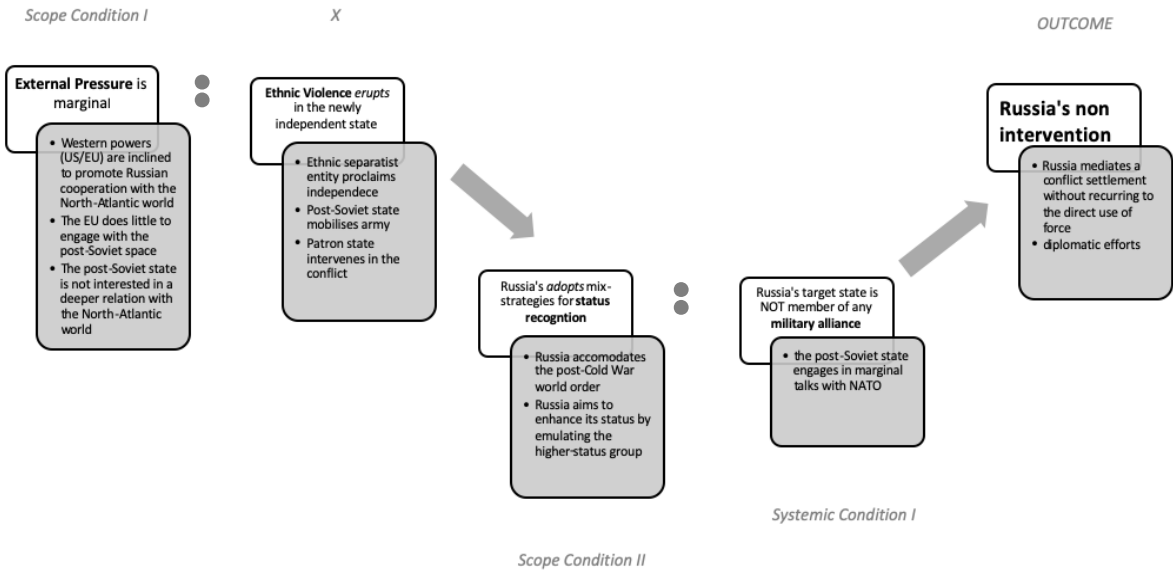 Scope Condition I
X
OUTCOME
External Pressure is
marginal
• Western powers
(US/EU) are inclined
to promote Russian
cooperation with the
North-Atlantic world
• The EU does little to
engage with the
post-Soviet space
• The post-Soviet state
is not interested in a
deeper relation with
the North-Atlantic
world
Ethnic Violence erupts
in the newly
independent state
• Ethnic separatist
entity proclaims
independece
• Post-Soviet state
mobilises army
• Patron state
intervenes in the
conflict
Russia's adopts mix-
strategies for status
recogntion
• Russia accomodates
the post-Cold War
world order
• Russia aims to
enhance its status by
emulating the
higher-status group
Scope Condition II
Russia's target state is
NOT member of any
military alliance
• the post-Soviet state
engages in marginal
talks with NATO
Systemic Condition I
Russia's non
intervention
• Russia mediates a
conflict settlement
without recurring to
the direct use of
force
• diplomatic efforts